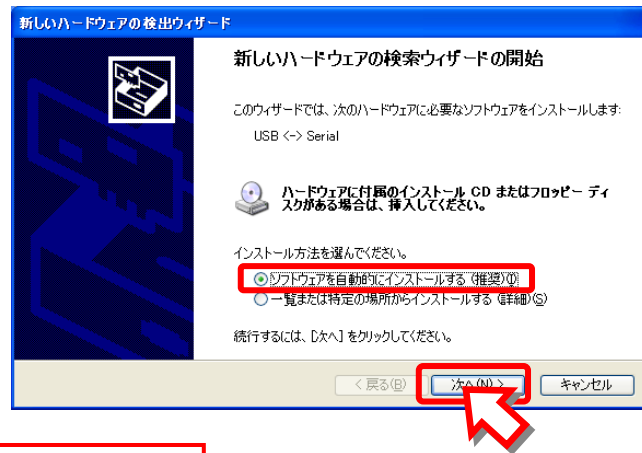 新しいハードウェアの検出ウィザード
新しいハードウェアの検索ウィザードの開始
このウィザードでは、次のハードウェアに必要なソフトウェアをインストールします:
USB <-> Serial
ハードウェアに付属のインストール CD またはフロッピー ディ
スクがある場合は、挿入してください。
インストール方法を選んでください。
ソフトウェアを自動的にインストールする (推奨)(I)
一覧または特定の場所からインストールする (詳細)(S)
続行するには、[次へ] をクリックしてください。
< 戻る(B) 次へ(N) > キャンセル